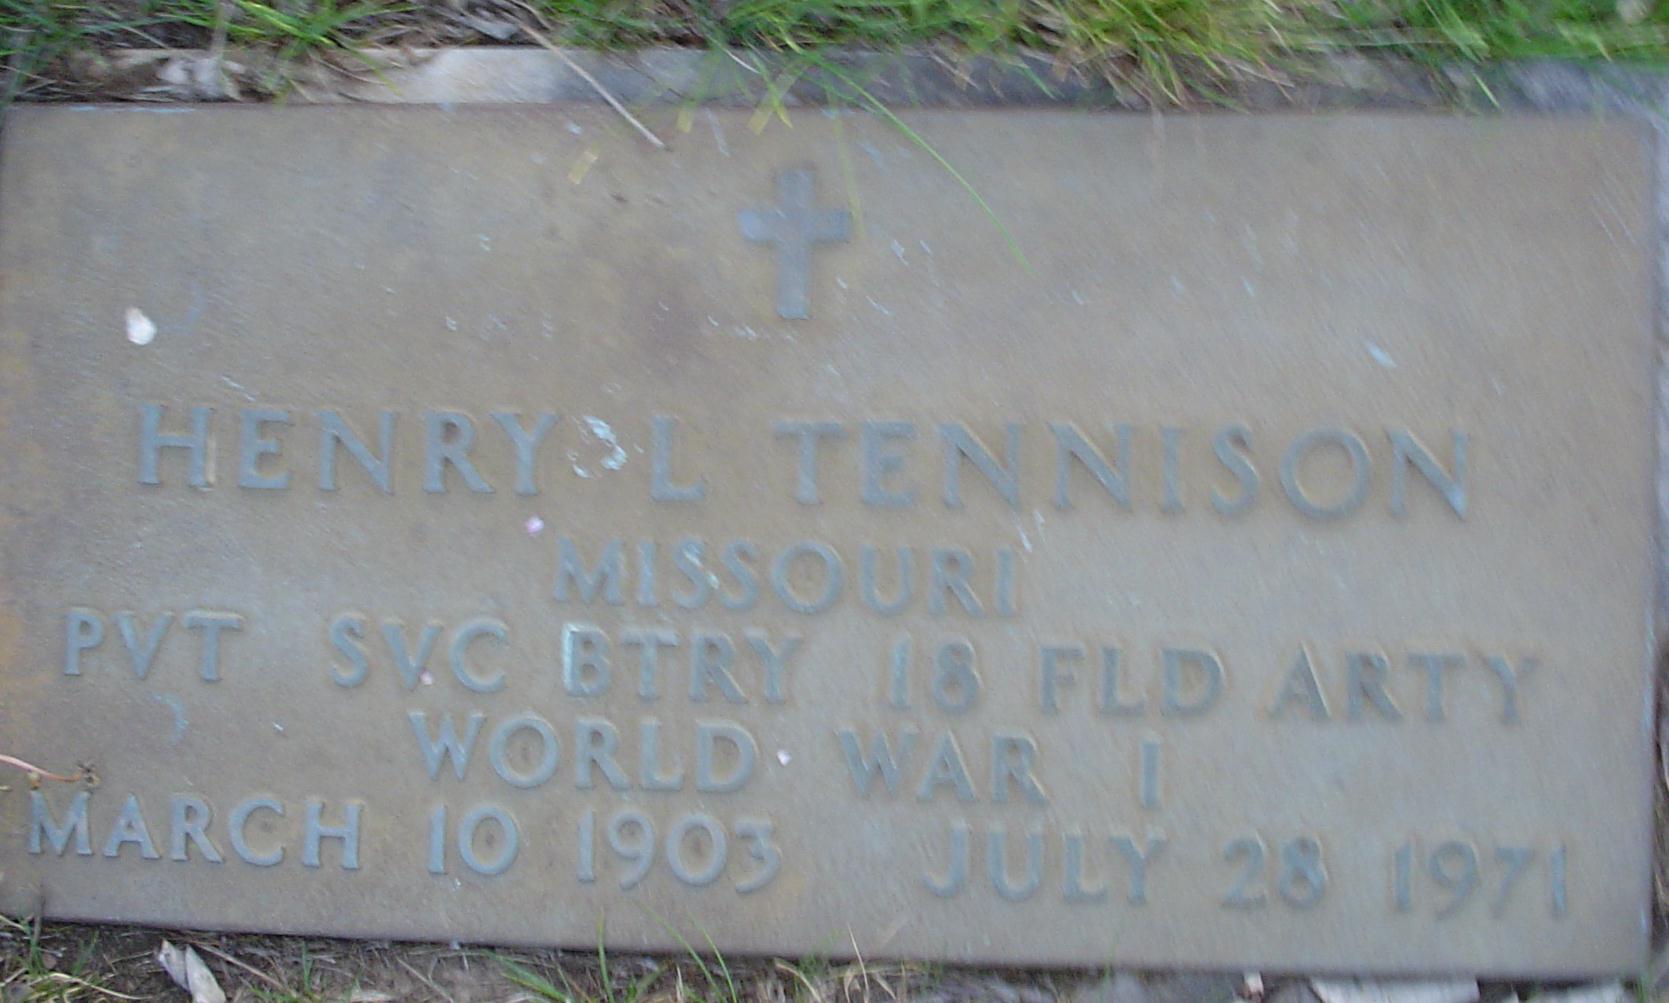 HENRY L TENNISON
MISSOURI
PVT SVC BTRY 18 FLD ARTY
WORLD WAR I
MARCH 10 1903 JULY 28 1971